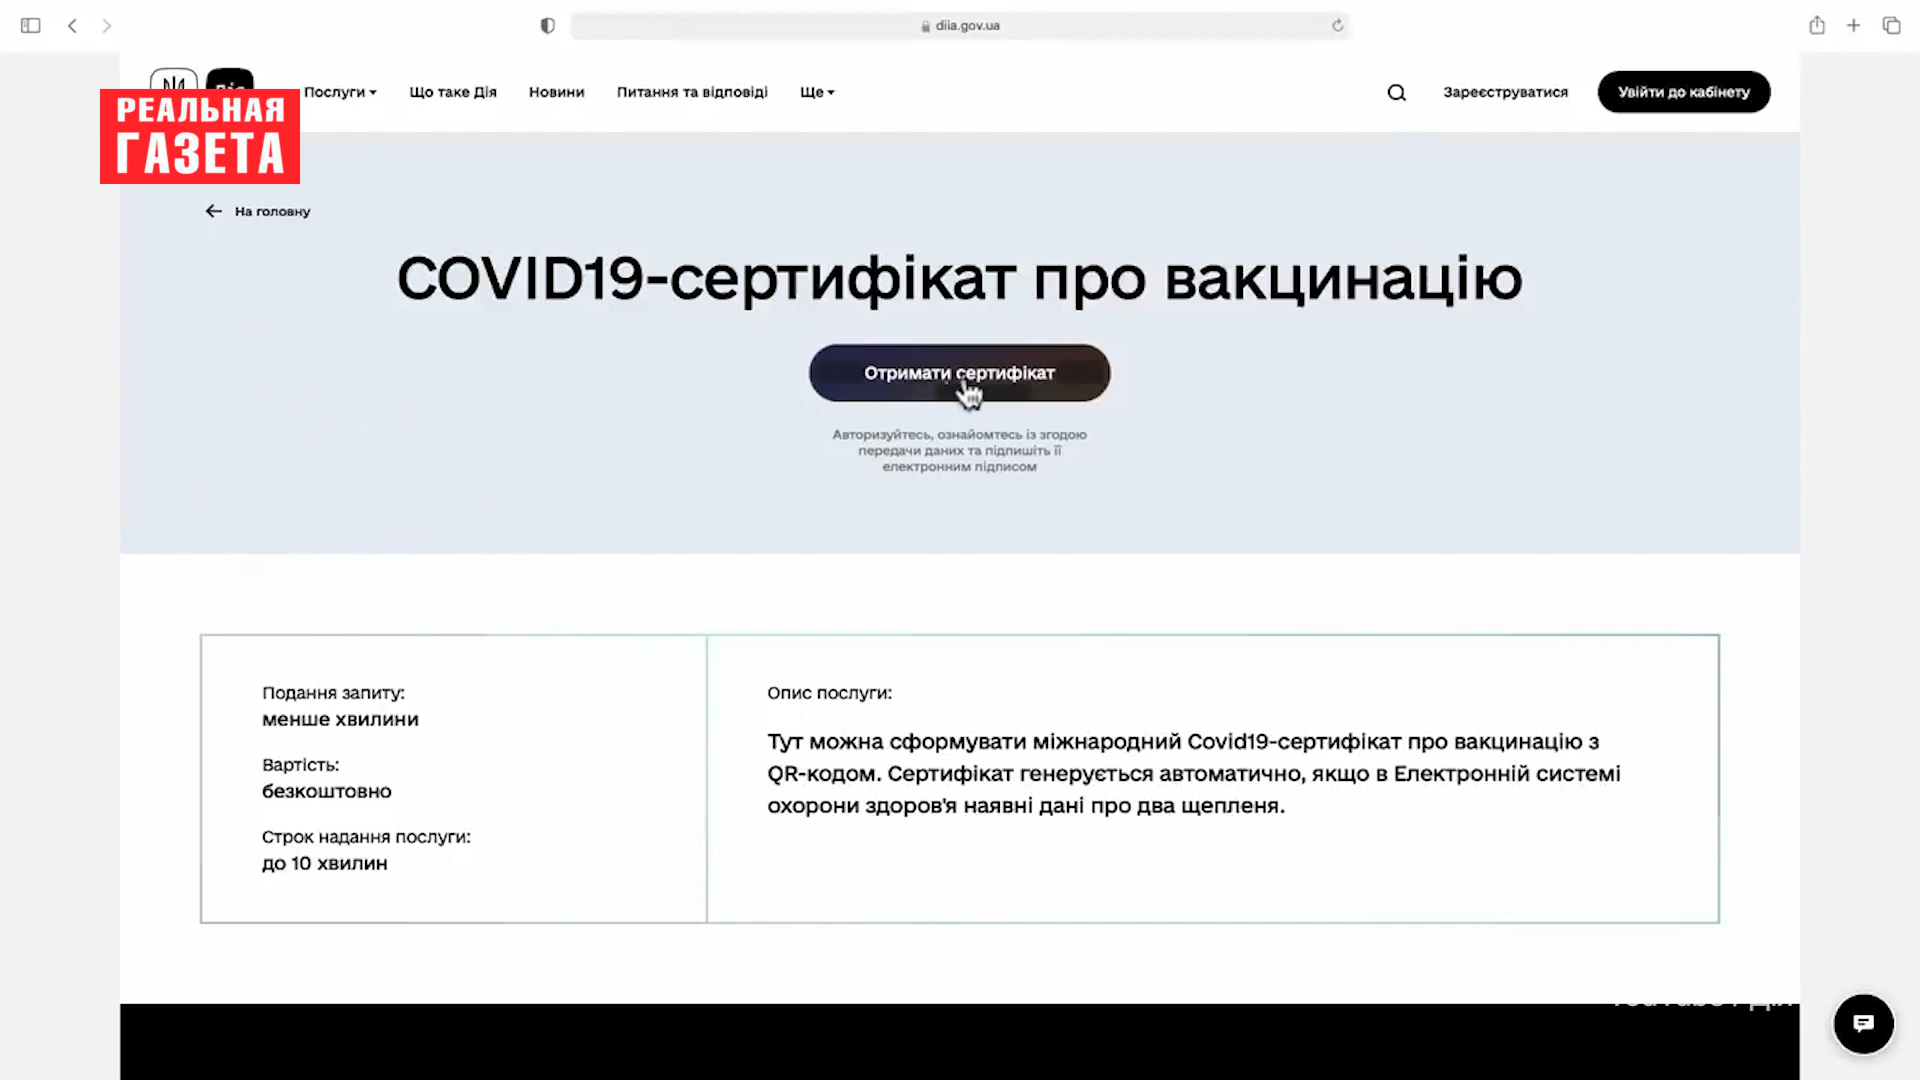 diia.gov.ua
Послуги
Що таке Дія
Новини
Питання та відповіді
Ще
Зареєструватися
Увійти до кабінету
РЕАЛЬНАЯ
ГАЗЕТА
На головну
COVID19-сертифікат про вакцинацію
Отримати сертифікат
Авторизуйтесь, ознайомтесь із згодою
передачи даних та підпишіть її
електронним підписом
Подання запиту:
менше хвилини
Вартість:
безкоштовно
Строк надання послуги:
до 10 хвилин
Опис послуги:
Тут можна сформувати міжнародний Covid19-сертифікат про вакцинацію з
QR-кодом. Сертифікат генерується автоматично, якщо в Електронній системі
охорони здоров'я наявні дані про два щепленя.